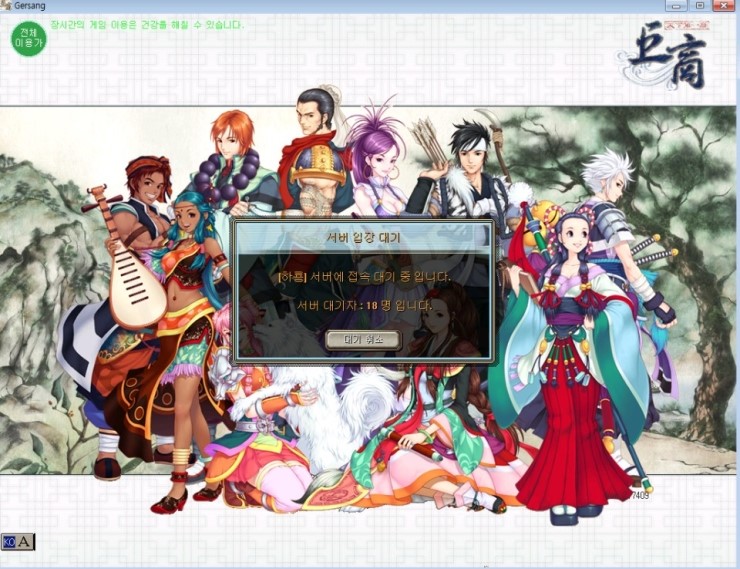 Gersang
전체
이용가
장시간의 게임 이용은 건강을 해칠 수 있습니다.
巨商
서버 입장 대기
[하룡] 서버에 접속 대기 중 입니다.
서버 대기자 : 18 명 입니다.
대기 취소
7409
KO A